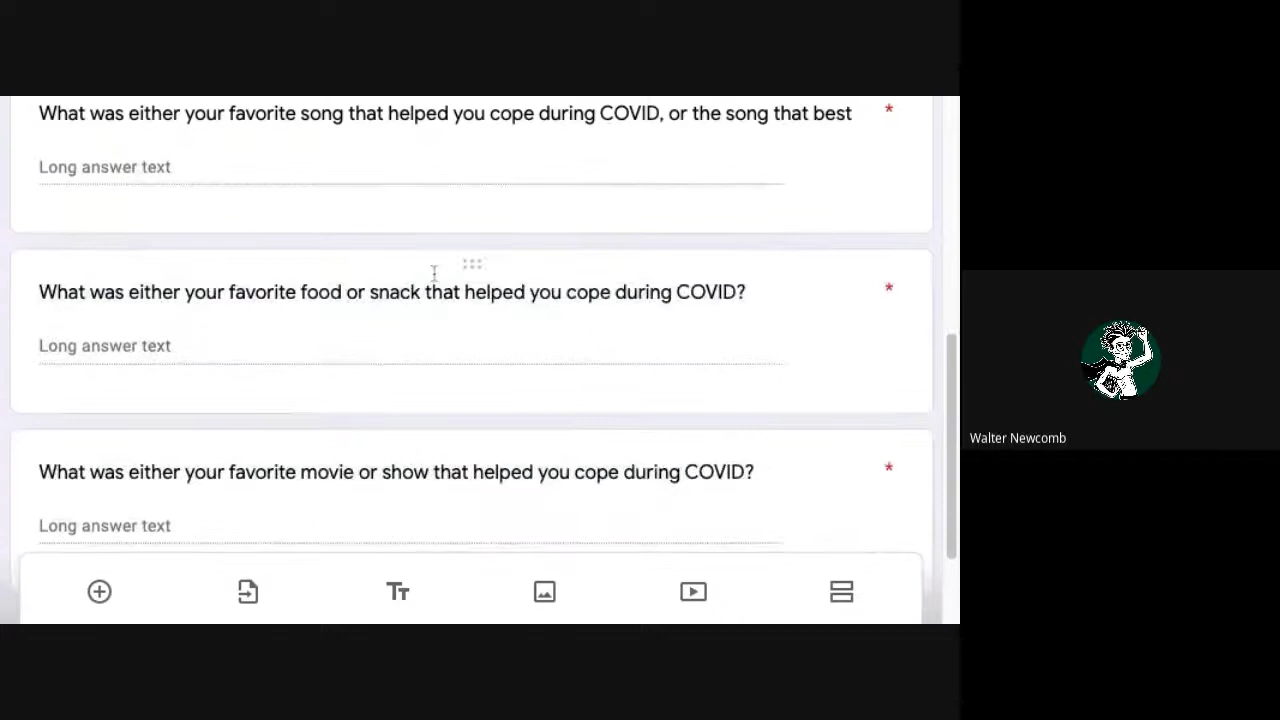 What was either your favorite song that helped you cope during COVID, or the song that best *
Long answer text
What was either your favorite food or snack that helped you cope during COVID? *
Long answer text
What was either your favorite movie or show that helped you cope during COVID? *
Long answer text
Tт
Walter Newcomb